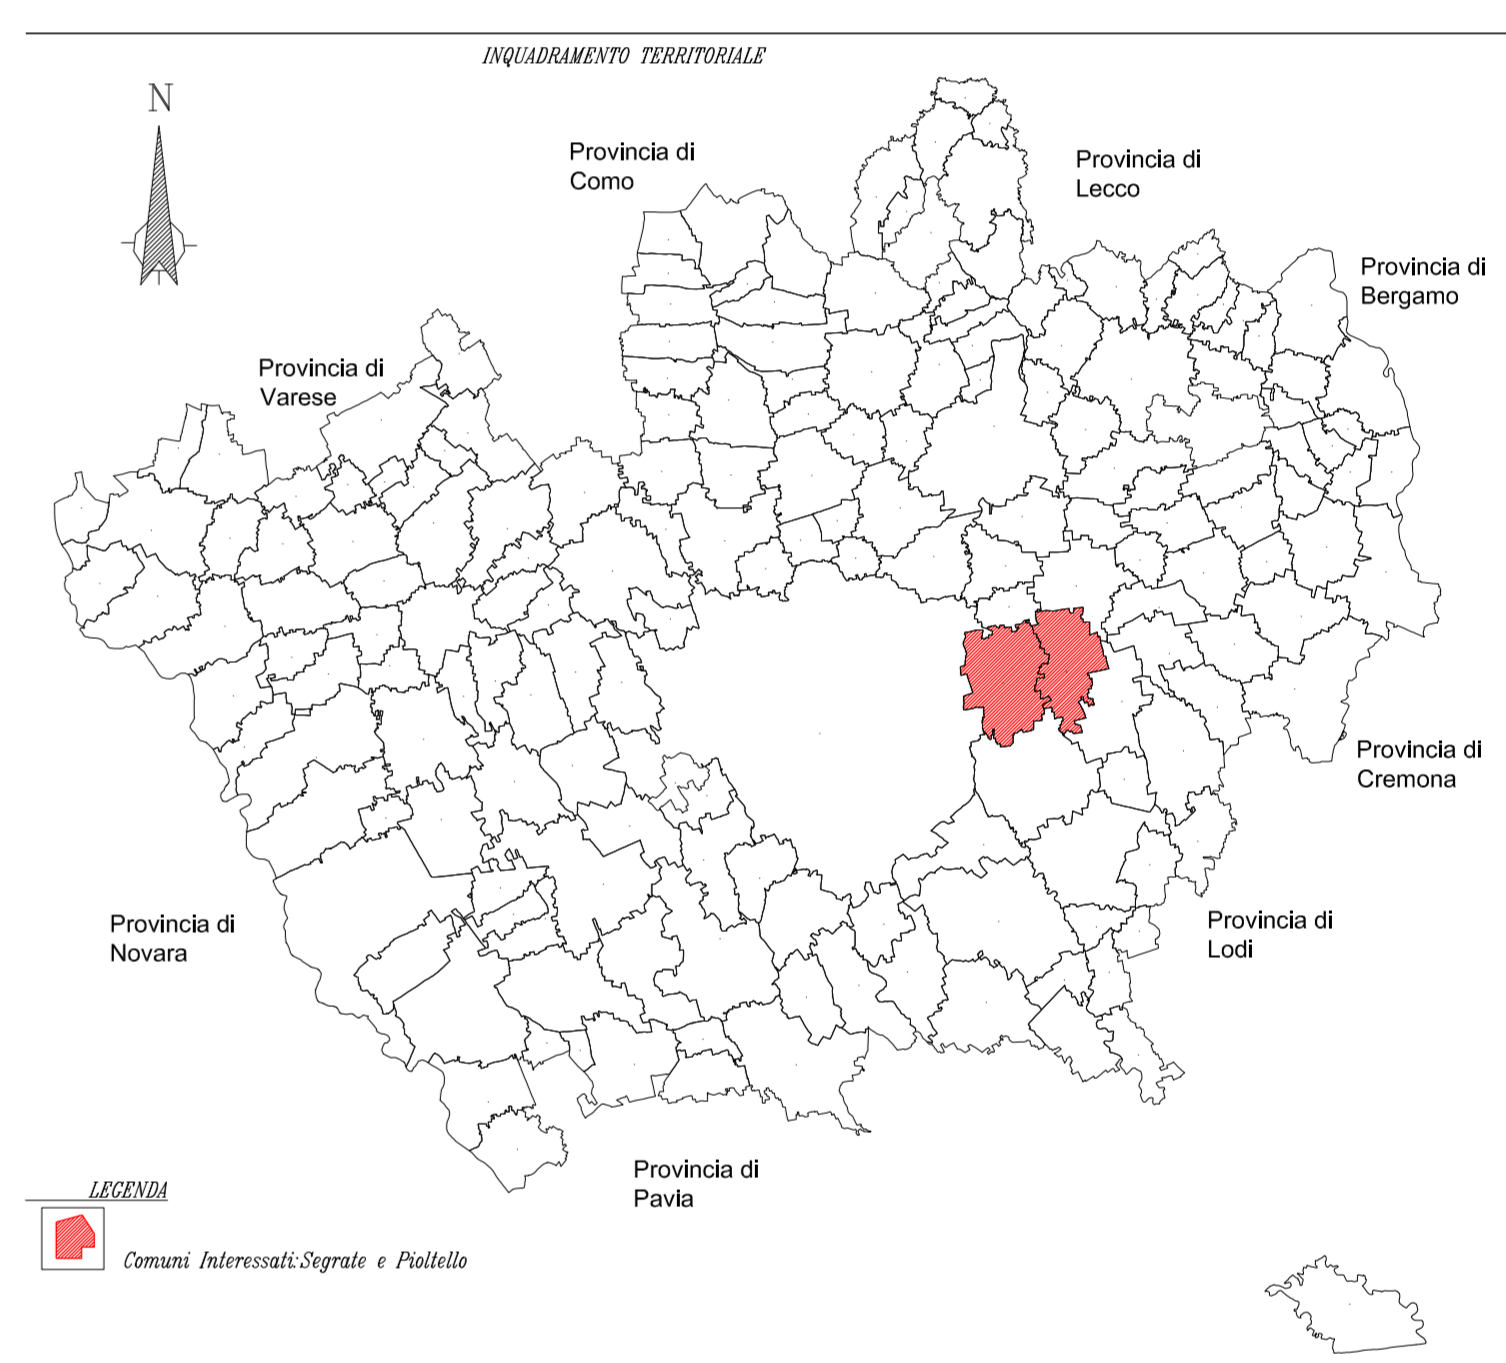 INQUADRAMENTO TERRITORIALE
N
Provincia di
Como
Provincia di
Lecco
Provincia di
Bergamo
Provincia di
Varese
Provincia di
Cremona
Provincia di
Novara
Provincia di
Lodi
Provincia di
Pavia
LEGENDA
Comuni Interessati: Segrate e Pioltello